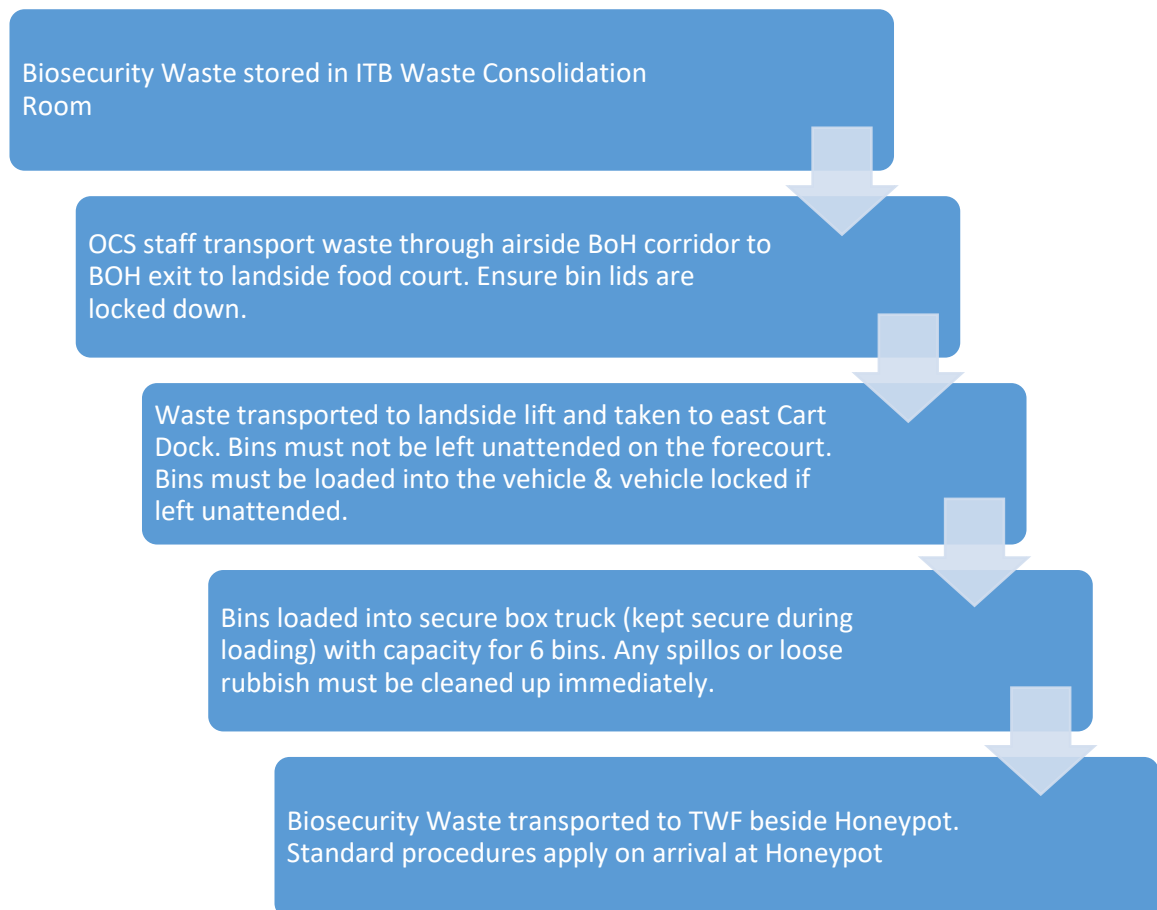 Biosecurity Waste stored in ITB Waste Consolidation
Room
OCS staff transport waste through airside BoH corridor to
BOH exit to landside food court. Ensure bin lids are
locked down.
Waste transported to landside lift and taken to east Cart
Dock. Bins must not be left unattended on the forecourt.
Bins must be loaded into the vehicle & vehicle locked if
left unattended.
Bins loaded into secure box truck (kept secure during
loading) with capacity for 6 bins. Any spillos or loose
rubbish must be cleaned up immediately.
Biosecurity Waste transported to TWF beside Honeypot.
Standard procedures apply on arrival at Honeypot